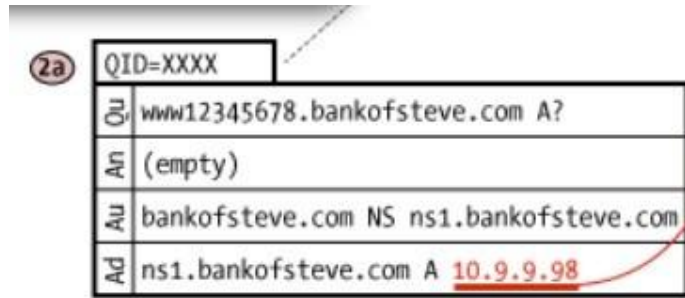 2a
QID=XXXX
Qu www12345678.bankofsteve.com A?
An (empty)
Au bankofsteve.com NS ns1.bankofsteve.com
Ad ns1.bankofsteve.com A 10.9.9.98